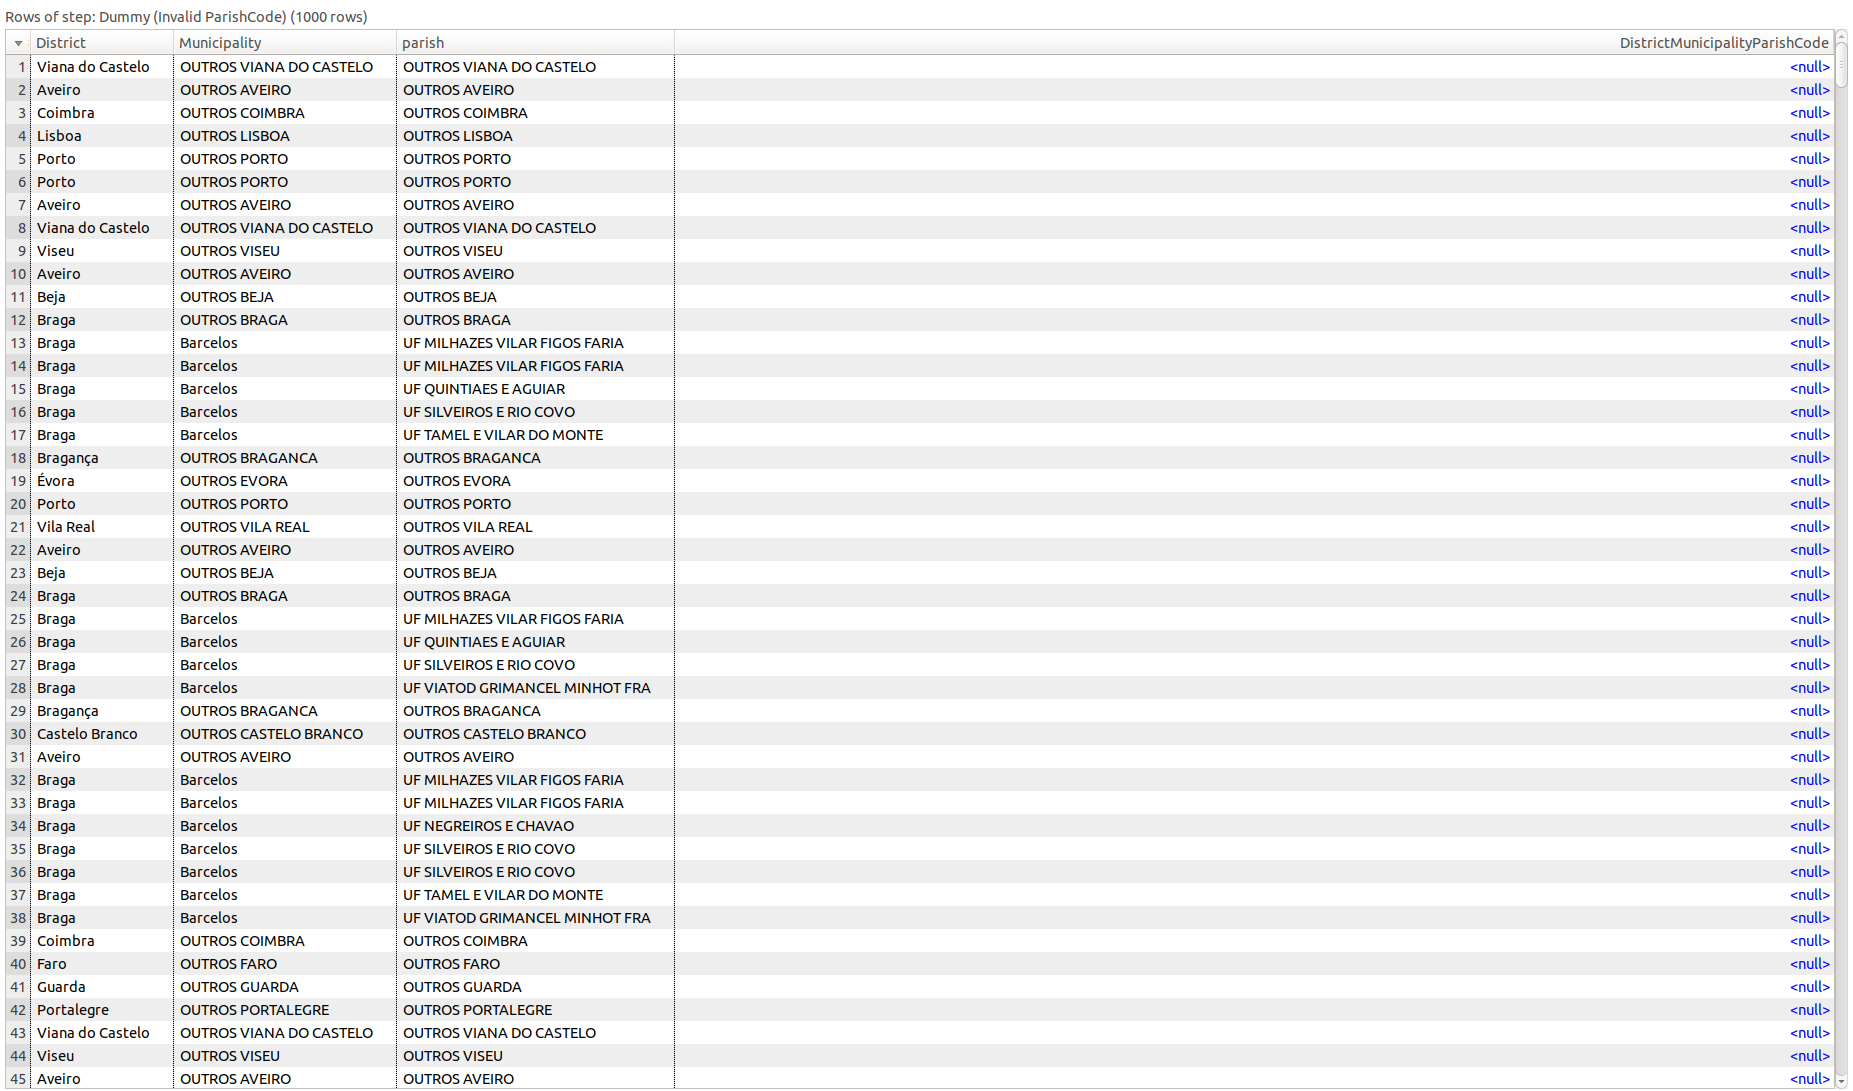 Rows of step: Dummy (Invalid ParishCode) (1000 rows)
District Municipality parish DistrictMunicipalityParishCode
1 Viana do Castelo OUTROS VIANA DO CASTELO OUTROS VIANA DO CASTELO <null>
2 Aveiro OUTROS AVEIRO OUTROS AVEIRO <null>
3 Coimbra OUTROS COIMBRA OUTROS COIMBRA <null>
4 Lisboa OUTROS LISBOA OUTROS LISBOA <null>
5 Porto OUTROS PORTO OUTROS PORTO <null>
6 Porto OUTROS PORTO OUTROS PORTO <null>
7 Aveiro OUTROS AVEIRO OUTROS AVEIRO <null>
8 Viana do Castelo OUTROS VIANA DO CASTELO OUTROS VIANA DO CASTELO <null>
9 Viseu OUTROS VISEU OUTROS VISEU <null>
10 Aveiro OUTROS AVEIRO OUTROS AVEIRO <null>
11 Beja OUTROS BEJA OUTROS BEJA <null>
12 Braga OUTROS BRAGA OUTROS BRAGA <null>
13 Braga Barcelos UF MILHAZES VILAR FIGOS FARIA <null>
14 Braga Barcelos UF MILHAZES VILAR FIGOS FARIA <null>
15 Braga Barcelos UF QUINTIAES E AGUIAR <null>
16 Braga Barcelos UF SILVEIROS E RIO COVO <null>
17 Braga Barcelos UF TAMEL E VILAR DO MONTE <null>
18 Bragança OUTROS BRAGANCA OUTROS BRAGANCA <null>
19 Évora OUTROS EVORA OUTROS EVORA <null>
20 Porto OUTROS PORTO OUTROS PORTO <null>
21 Vila Real OUTROS VILA REAL OUTROS VILA REAL <null>
22 Aveiro OUTROS AVEIRO OUTROS AVEIRO <null>
23 Beja OUTROS BEJA OUTROS BEJA <null>
24 Braga OUTROS BRAGA OUTROS BRAGA <null>
25 Braga Barcelos UF MILHAZES VILAR FIGOS FARIA <null>
26 Braga Barcelos UF QUINTIAES E AGUIAR <null>
27 Braga Barcelos UF SILVEIROS E RIO COVO <null>
28 Braga Barcelos UF VIATOD GRIMANCEL MINHOT FRA <null>
29 Bragança OUTROS BRAGANCA OUTROS BRAGANCA <null>
30 Castelo Branco OUTROS CASTELO BRANCO OUTROS CASTELO BRANCO <null>
31 Aveiro OUTROS AVEIRO OUTROS AVEIRO <null>
32 Braga Barcelos UF MILHAZES VILAR FIGOS FARIA <null>
33 Braga Barcelos UF MILHAZES VILAR FIGOS FARIA <null>
34 Braga Barcelos UF NEGREIROS E CHAVAO <null>
35 Braga Barcelos UF SILVEIROS E RIO COVO <null>
36 Braga Barcelos UF SILVEIROS E RIO COVO <null>
37 Braga Barcelos UF TAMEL E VILAR DO MONTE <null>
38 Braga Barcelos UF VIATOD GRIMANCEL MINHOT FRA <null>
39 Coimbra OUTROS COIMBRA OUTROS COIMBRA <null>
40 Faro OUTROS FARO OUTROS FARO <null>
41 Guarda OUTROS GUARDA OUTROS GUARDA <null>
42 Portalegre OUTROS PORTALEGRE OUTROS PORTALEGRE <null>
43 Viana do Castelo OUTROS VIANA DO CASTELO OUTROS VIANA DO CASTELO <null>
44 Viseu OUTROS VISEU OUTROS VISEU <null>
45 Aveiro OUTROS AVEIRO OUTROS AVEIRO <null>